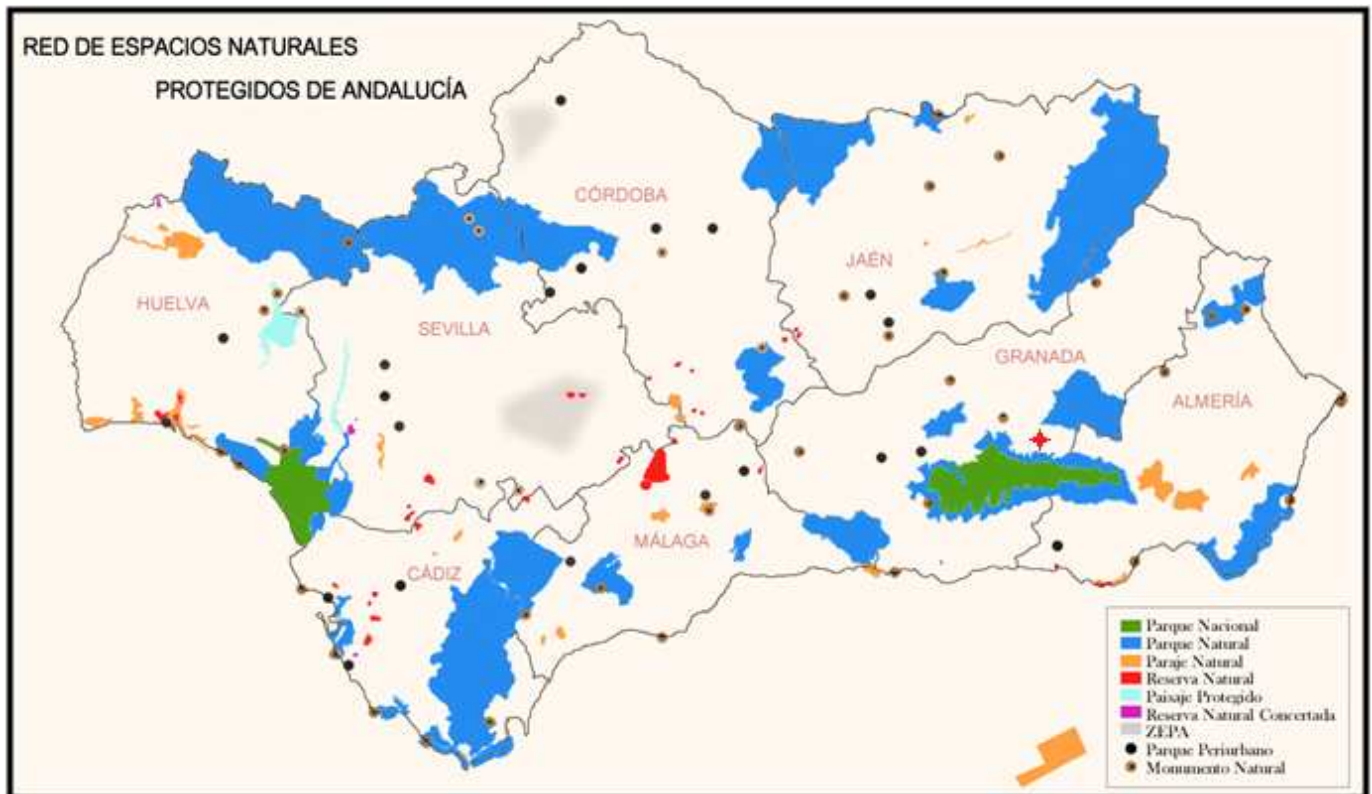 RED DE ESPACIOS NATURALES
PROTEGIDOS DE ANDALUCÍA
CÓRDOBA
JAÉN
HUELVA
SEVILLA
GRANADA
ALMERÍA
MÁLAGA
CÁDIZ
Parque Nacional
Parque Natural
Paraje Natural
Reserva Natural
Paisaje Protegido
Reserva Natural Concertada
ZEPA
Parque Periurbano
Monumento Natural